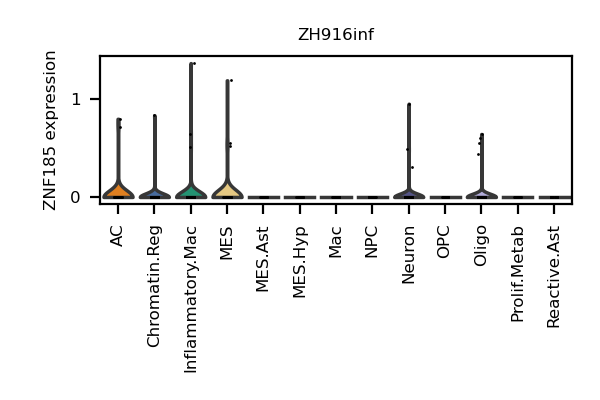 ZH916inf
ZNF185 expression
1
0
AC
Chromatin.Reg
Inflammatory.Mac
MES
MES.Ast
MES.Hyp
Mac
NPC
Neuron
OPC
Oligo
Prolif.Metab
Reactive.Ast